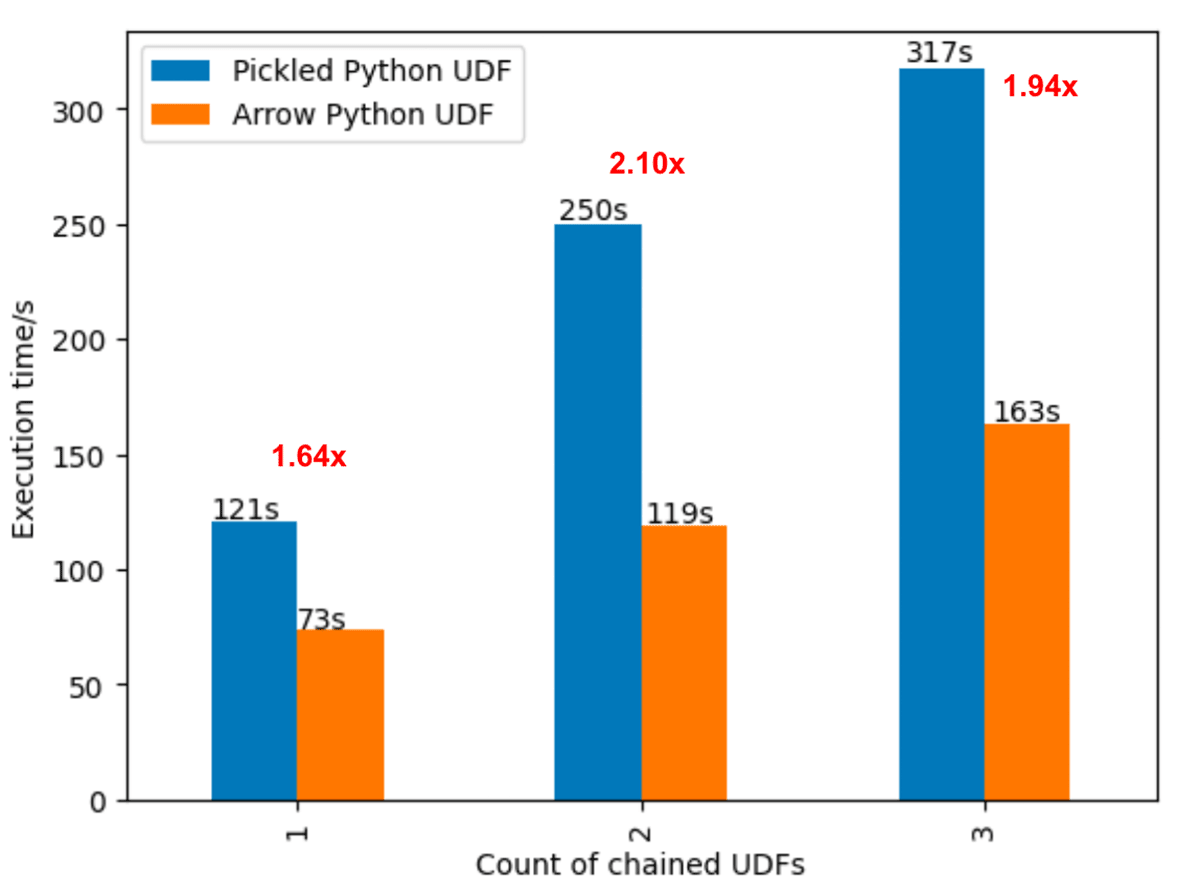 Pickled Python UDF
Arrow Python UDF
317s
1.94x
300
2.10x
250s
250
Execution time/s
200
163s
150
1.64x
121s
119s
100
73s
50
0
1
2
3
Count of chained UDFs